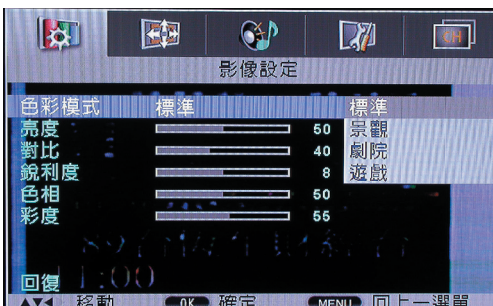 CH
影像設定
色彩模式 標準 標準
亮度 50 景觀
對比 40 劇院
銳利度 8 遊戲
色相 50
彩度 55
回復 1:00
移動 OK 確定 MENU 回上一選單